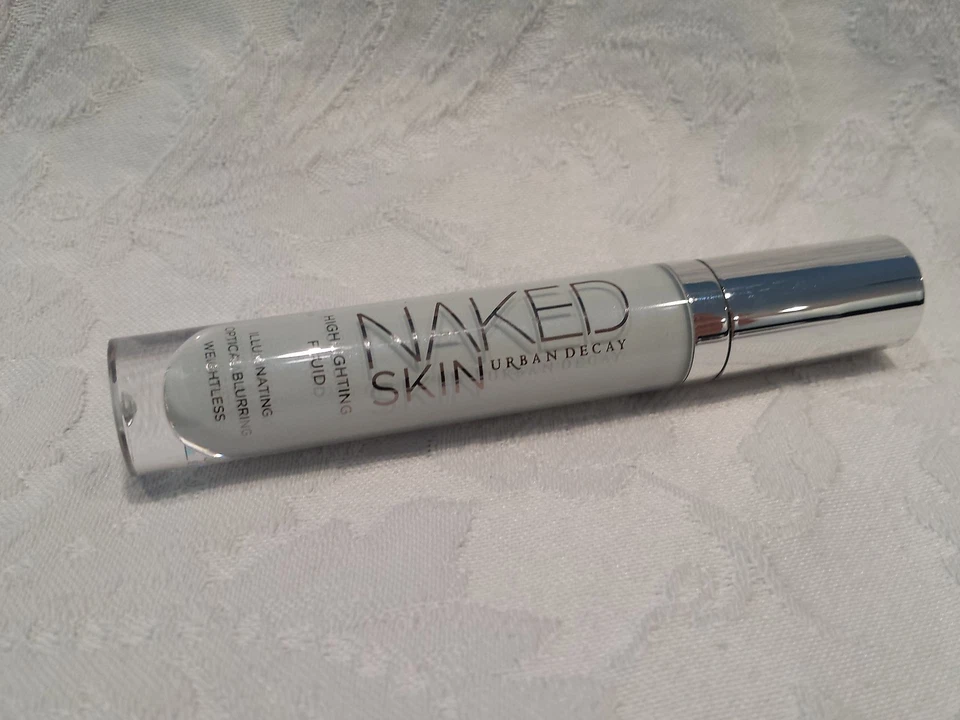 NAKED
SKIN URBAN DECAY
HIGHLIGHTING
FLUID
ILLUMINATING
OPTICAL BLURRING
WEIGHTLESS